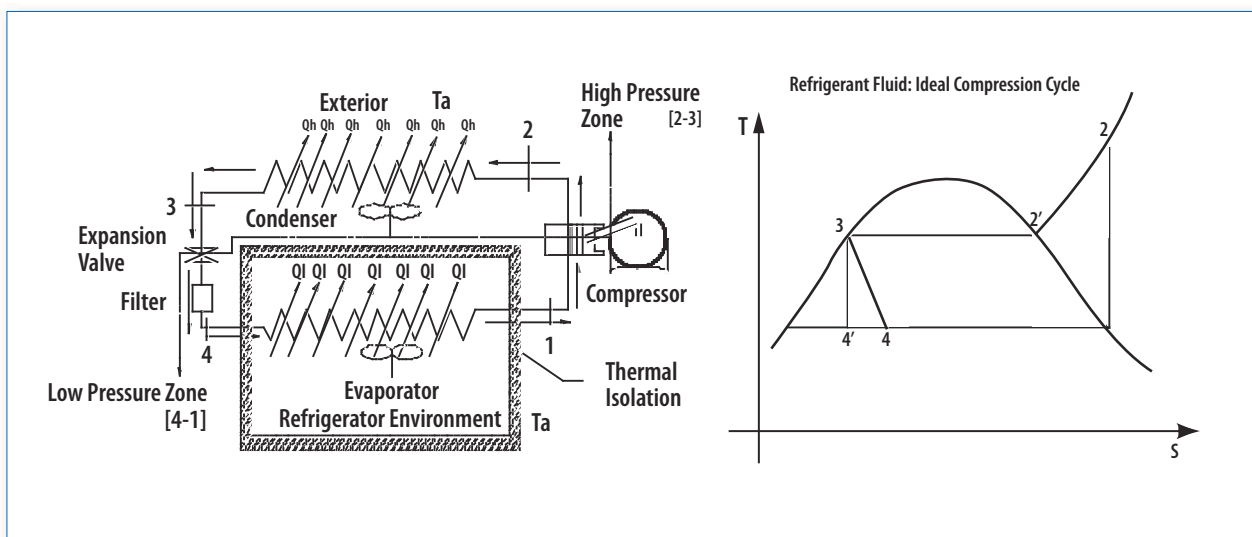 Exterior
Ta
Qh Qh Qh Qh Qh Qh Qh
2
High Pressure
Zone [2-3]
3
Condenser
Expansion
Valve
Filter
Ql Ql Ql Ql Ql Ql Ql
Compressor
4
1
Evaporator
Refrigerator Environment
Thermal
Isolation
Ta
Low Pressure Zone
[4-1]
Refrigerant Fluid: Ideal Compression Cycle
T
2
3
2'
4'
4
S